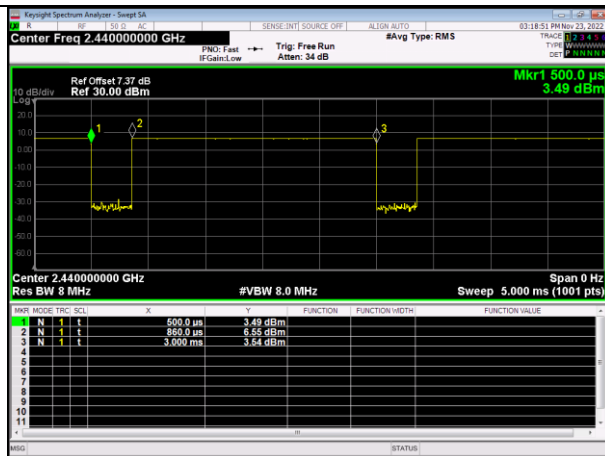 Keysight Spectrum Analyzer - Swept SA
R RF 50 Ω AC SENSE:INT SOURCE OFF ALIGN AUTO 03:18:51 PM Nov 23, 2022
Center Freq 2.440000000 GHz #Avg Type: RMS TRACE 1 2 3 4 5 6
PNO: Fast Trig: Free Run TYPE WWWWWW
IFGain:Low Atten: 34 dB DET P N N N N N
Mkr1 500.0 µs
Ref Offset 7.37 dB
10 dB/div Ref 30.00 dBm 3.49 dBm
Log
20.0
10.0
0.00
-10.0
-20.0
-30.0
-40.0
-50.0
-60.0
1
2
3
Center 2.440000000 GHz Span 0 Hz
Res BW 8 MHz #VBW 8.0 MHz Sweep 5.000 ms (1001 pts)
MKR MODE TRC SCL X Y FUNCTION FUNCTION WIDTH FUNCTION VALUE
1 N 1 t 500.0 µs 3.49 dBm
2 N 1 t 860.0 µs 6.55 dBm
3 N 1 t 3.000 ms 3.54 dBm
4
5
6
7
8
9
10
11
MSG STATUS